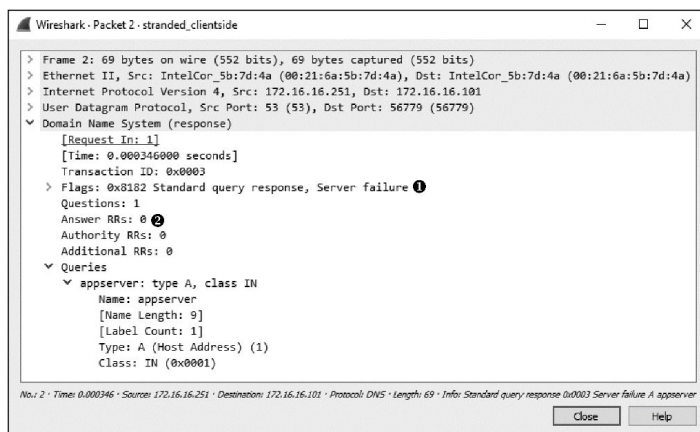 Wireshark · Packet 2 · stranded_clientside
> Frame 2: 69 bytes on wire (552 bits), 69 bytes captured (552 bits)
> Ethernet II, Src: IntelCor_5b:7d:4a (00:21:6a:5b:7d:4a), Dst: IntelCor_5b:7d:4a (00:21:6a:5b:7d:4a)
> Internet Protocol Version 4, Src: 172.16.16.251, Dst: 172.16.16.101
> User Datagram Protocol, Src Port: 53 (53), Dst Port: 56779 (56779)
Domain Name System (response)
[Request In: 1]
[Time: 0.000346000 seconds]
Transaction ID: 0x0003
> Flags: 0x8182 Standard query response, Server failure ❶
Questions: 1
Answer RRs: 0 ❷
Authority RRs: 0
Additional RRs: 0
Queries
appserver: type A, class IN
Name: appserver
[Name Length: 9]
[Label Count: 1]
Type: A (Host Address) (1)
Class: IN (0x0001)
No.: 2 · Time: 0.000346 · Source: 172.16.16.251 · Destination: 172.16.16.101 · Protocol: DNS · Length: 69 · Info: Standard query response 0x0003 Server failure A appserver
Close Help